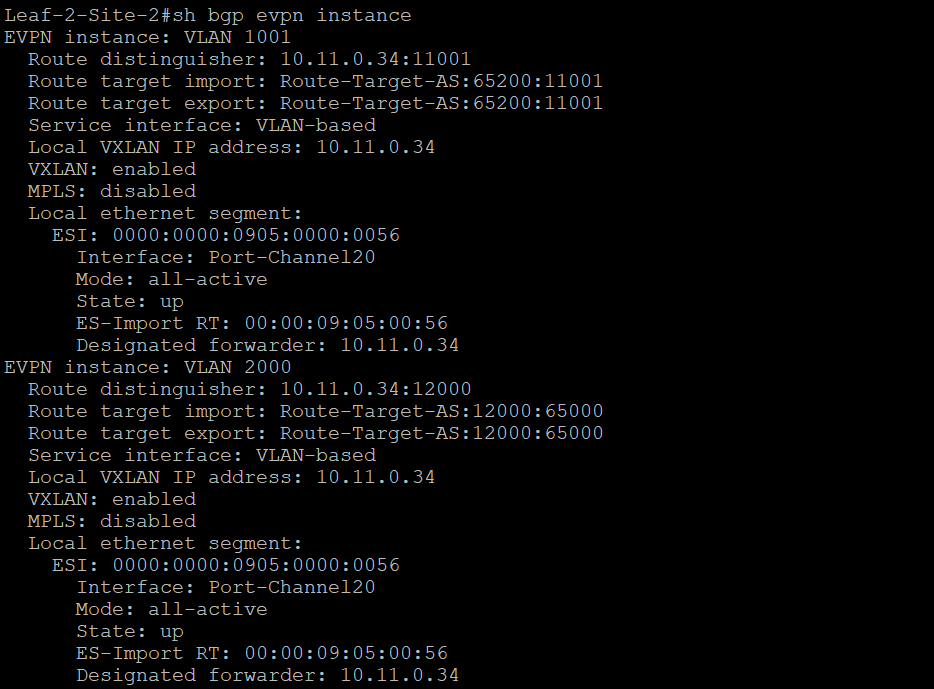 Leaf-2-Site-2#sh bgp evpn instance
EVPN instance: VLAN 1001
  Route distinguisher: 10.11.0.34:11001
  Route target import: Route-Target-AS:65200:11001
  Route target export: Route-Target-AS:65200:11001
  Service interface: VLAN-based
  Local VXLAN IP address: 10.11.0.34
  VXLAN: enabled
  MPLS: disabled
  Local ethernet segment:
    ESI: 0000:0000:0905:0000:0056
      Interface: Port-Channel20
      Mode: all-active
      State: up
      ES-Import RT: 00:00:09:05:00:56
      Designated forwarder: 10.11.0.34
EVPN instance: VLAN 2000
  Route distinguisher: 10.11.0.34:12000
  Route target import: Route-Target-AS:12000:65000
  Route target export: Route-Target-AS:12000:65000
  Service interface: VLAN-based
  Local VXLAN IP address: 10.11.0.34
  VXLAN: enabled
  MPLS: disabled
  Local ethernet segment:
    ESI: 0000:0000:0905:0000:0056
      Interface: Port-Channel20
      Mode: all-active
      State: up
      ES-Import RT: 00:00:09:05:00:56
      Designated forwarder: 10.11.0.34